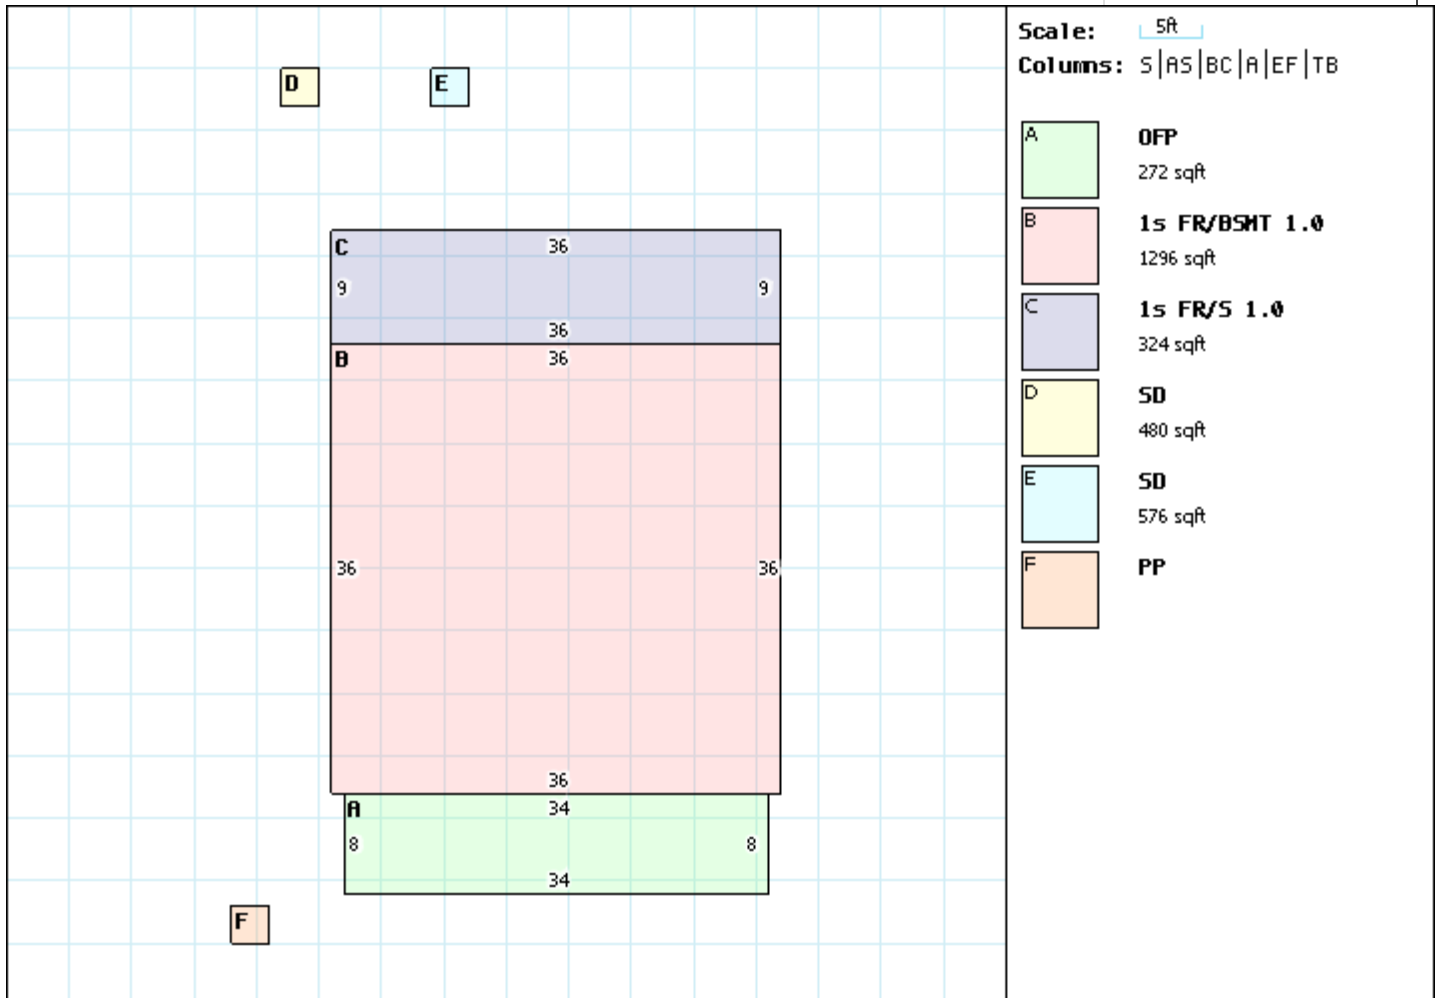 D
E
C
36
9
9
36
B
36
36
36
36
A
34
8
8
34
F
Scale: 5ft
Columns: S|AS|BC|A|EF|TB
A
OFP
272 sqft
B
1s FR/BSMT 1.0
1296 sqft
C
1s FR/S 1.0
324 sqft
D
SD
480 sqft
E
SD
576 sqft
F
PP